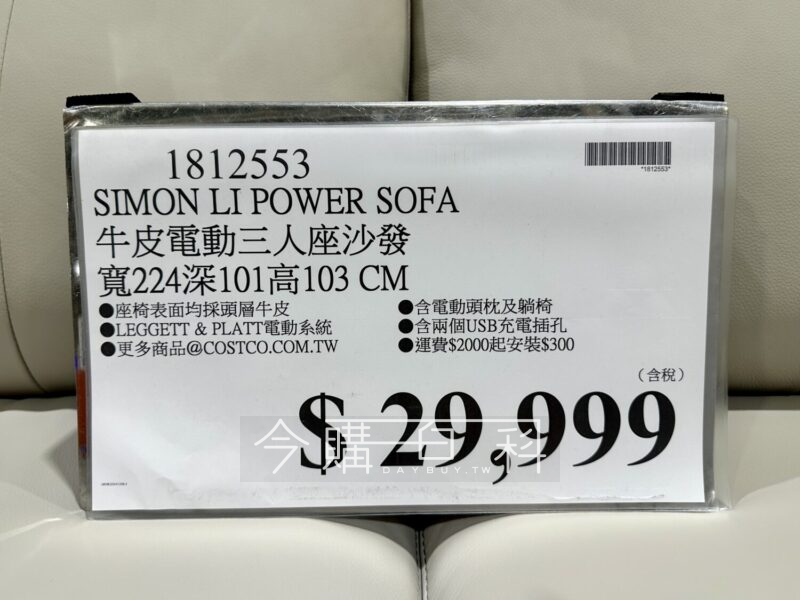 1812553
*1812553*
SIMON LI POWER SOFA
牛皮電動三人座沙發
寬224深101高103 CM
●座椅表面均採頭層牛皮
●LEGGETT & PLATT電動系統
●更多商品@COSTCO.COM.TW
●含電動頭枕及躺椅
●含兩個USB充電插孔
●運費$2000起安裝$300
(含稅)
$ 29,999
今購百科
DAYBUY.TW